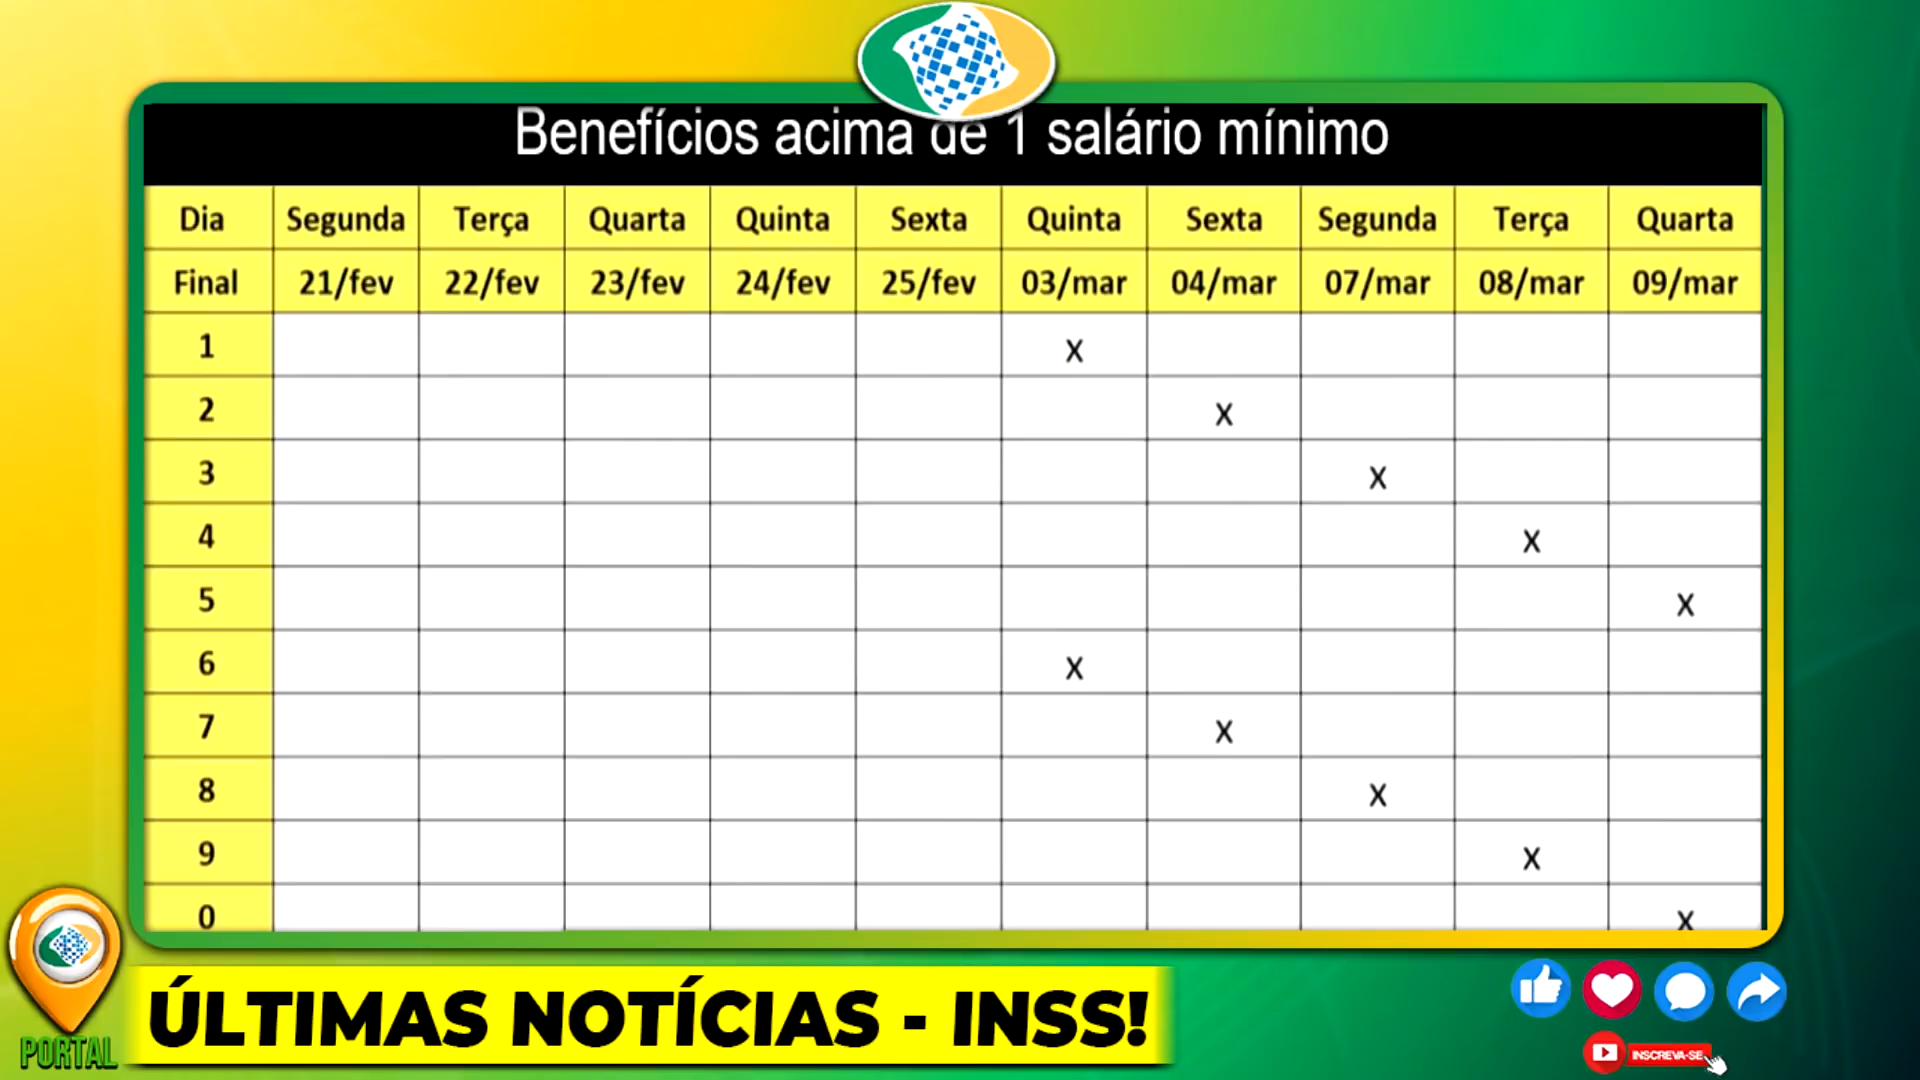 Benefícios acima de 1 salário mínimo
Dia Segunda Terça Quarta Quinta Sexta Quinta Sexta Segunda Terça Quarta
Final 21/fev 22/fev 23/fev 24/fev 25/fev 03/mar 04/mar 07/mar 08/mar 09/mar
1 x
2 x
3 x
4 x
5 x
6 x
7 x
8 x
9 x
0 x
PORTAL
ÚLTIMAS NOTÍCIAS - INSS!
INSCREVA-SE